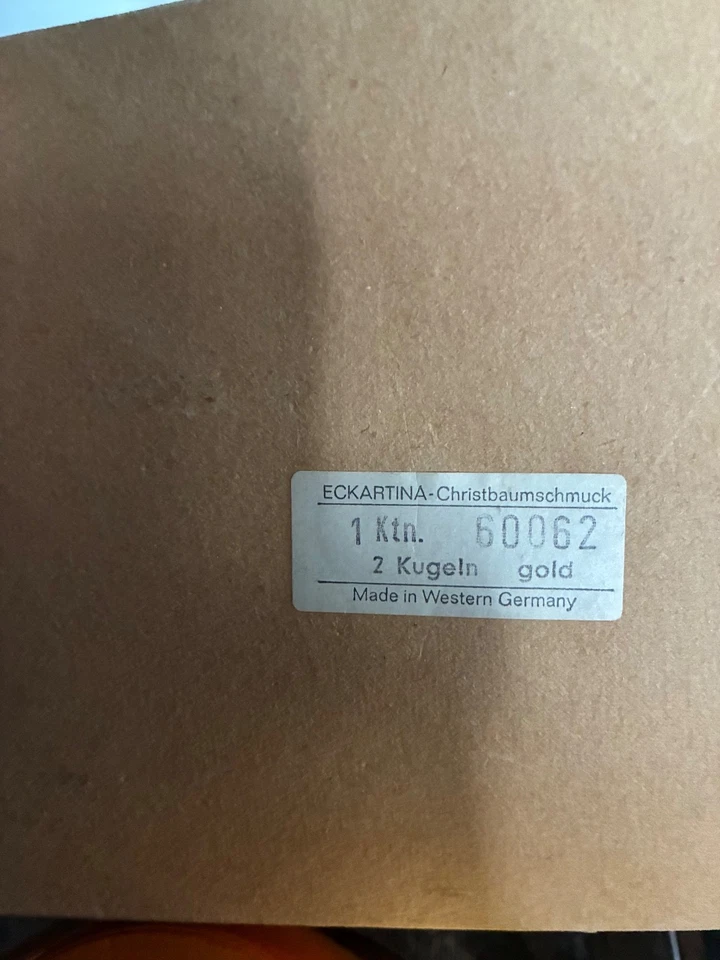 ECKARTINA-Christbaumschmuck
1 Ktn. 60062
2 Kugeln gold
Made in Western Germany